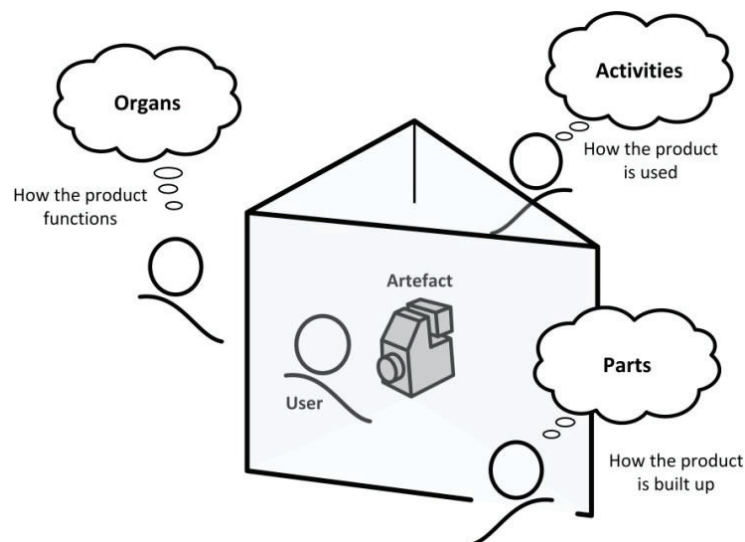 Organs
How the product
functions
Activities
How the product
is used
Artefact
User
Parts
How the product
is built up